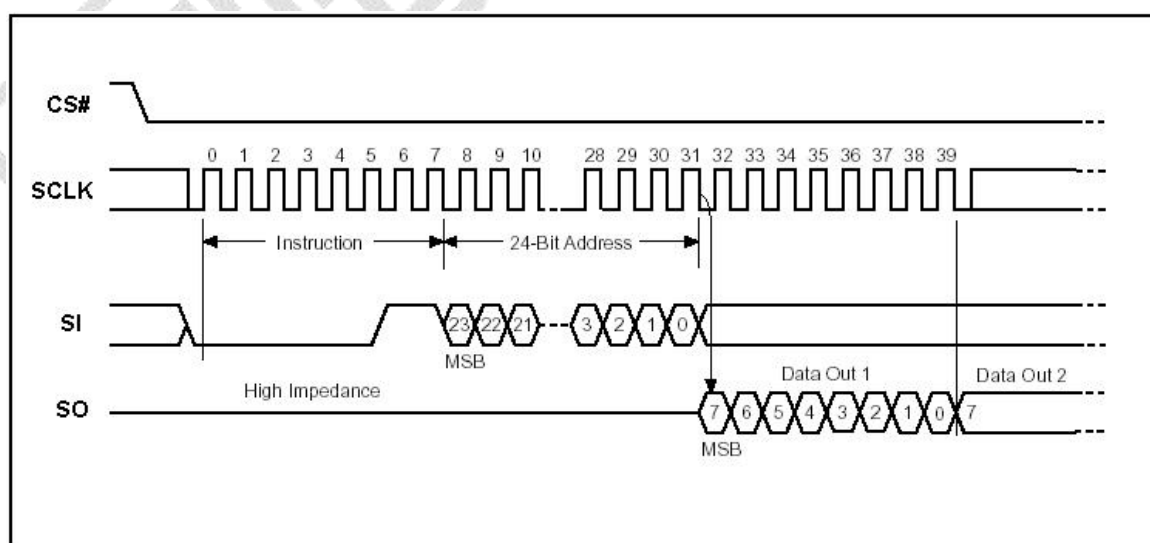 CS#
0 1 2 3 4 5 6 7 8 9 10 28 29 30 31 32 33 34 35 36 37 38 39
SCLK
Instruction 24-Bit Address
SI 23 22 21 3 2 1 0
MSB
Data Out 1 Data Out 2
High Impedance
SO 7 6 5 4 3 2 1 0 7
MSB